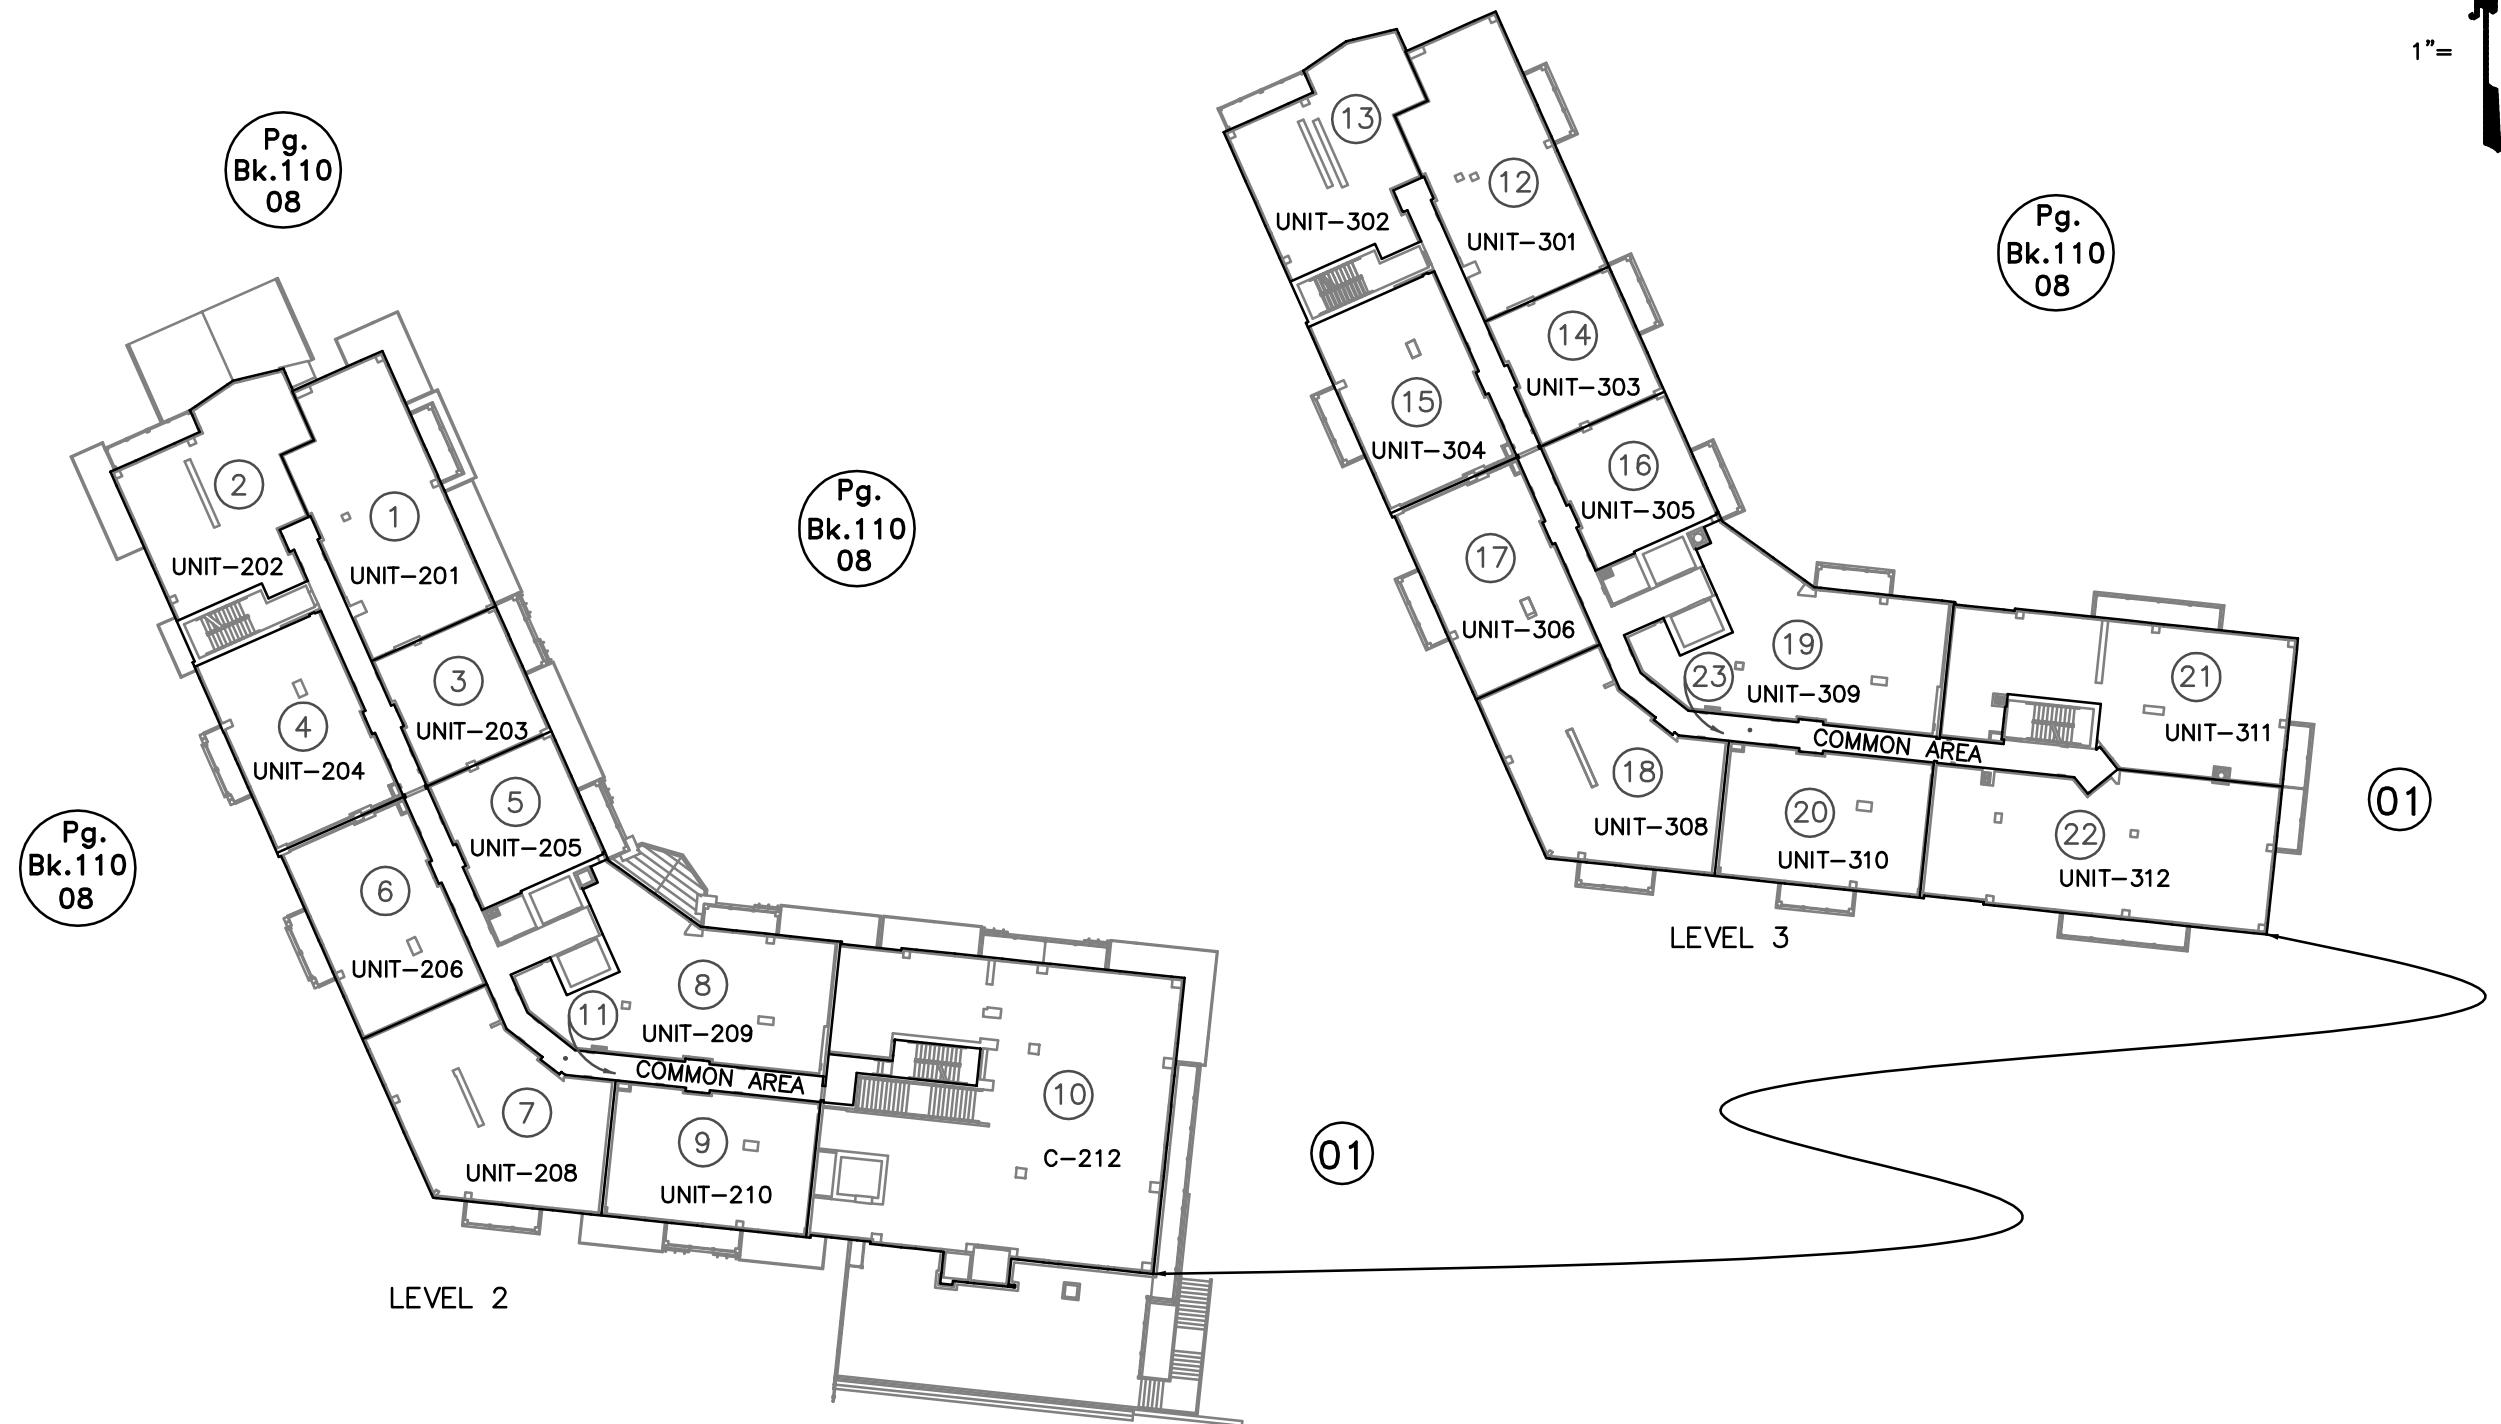 1"=
Pg.
Bk.110
08
2
UNIT-202
1
UNIT-201
3
UNIT-203
4
UNIT-204
5
UNIT-205
6
UNIT-206
7
UNIT-208
8
UNIT-209
9
UNIT-210
10
C-212
11
COMMON AREA
LEVEL 2
Pg.
Bk.110
08
Pg.
Bk.110
08
01
13
UNIT-302
12
UNIT-301
14
UNIT-303
15
UNIT-304
16
UNIT-305
17
UNIT-306
18
UNIT-308
19
UNIT-309
20
UNIT-310
21
UNIT-311
22
UNIT-312
23
COMMON AREA
LEVEL 3
Pg.
Bk.110
08
01